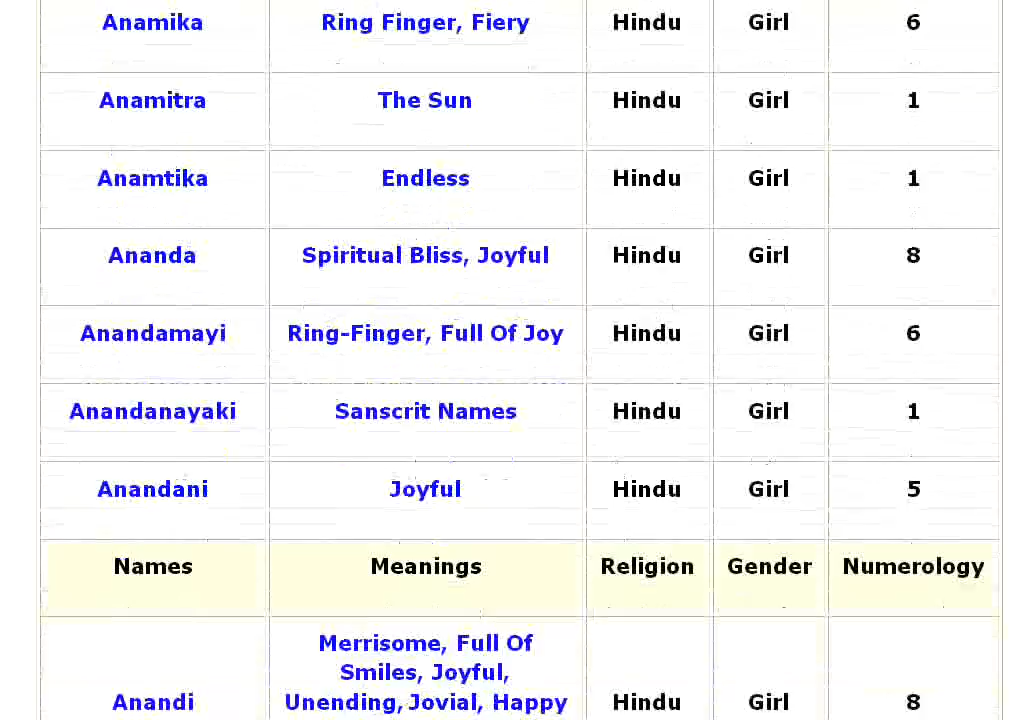 Anamika Ring Finger, Fiery Hindu Girl 6
Anamitra The Sun Hindu Girl 1
Anamtika Endless Hindu Girl 1
Ananda Spiritual Bliss, Joyful Hindu Girl 8
Anandamayi Ring-Finger, Full Of Joy Hindu Girl 6
Anandanayaki Sanscrit Names Hindu Girl 1
Anandani Joyful Hindu Girl 5
Names Meanings Religion Gender Numerology
Merrisome, Full Of
Smiles, Joyful,
Anandi Unending, Jovial, Happy Hindu Girl 8